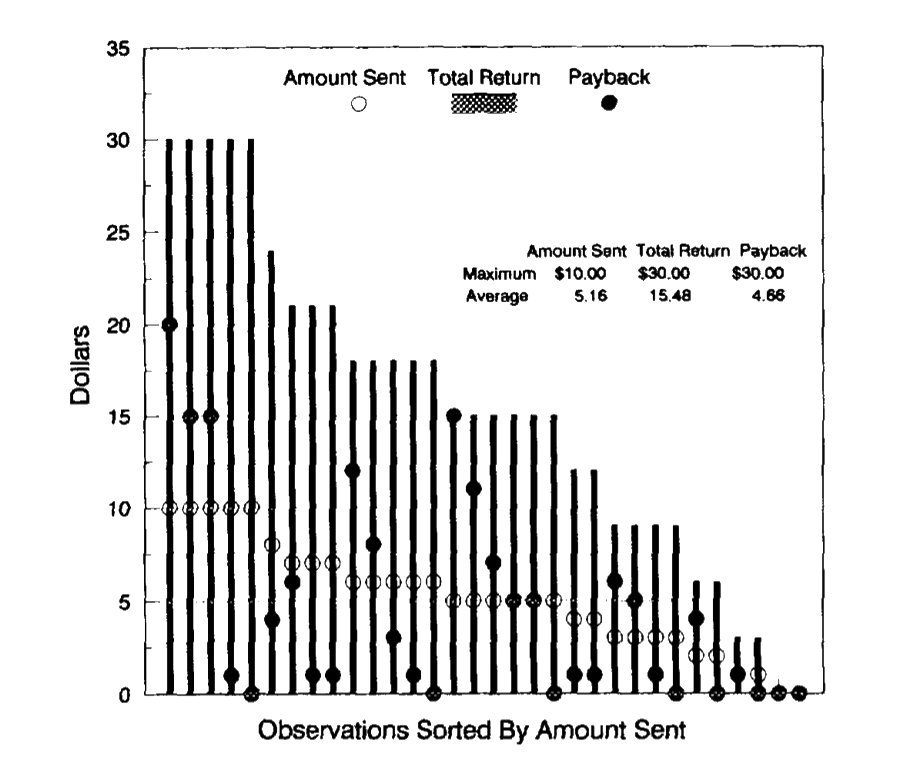 35
30
25
20
15
10
5
0
Dollars
Amount Sent Total Return Payback
Amount Sent Total Return Payback
Maximum $10.00 $30.00 $30.00
Average 5.16 15.48 4.66
Observations Sorted By Amount Sent